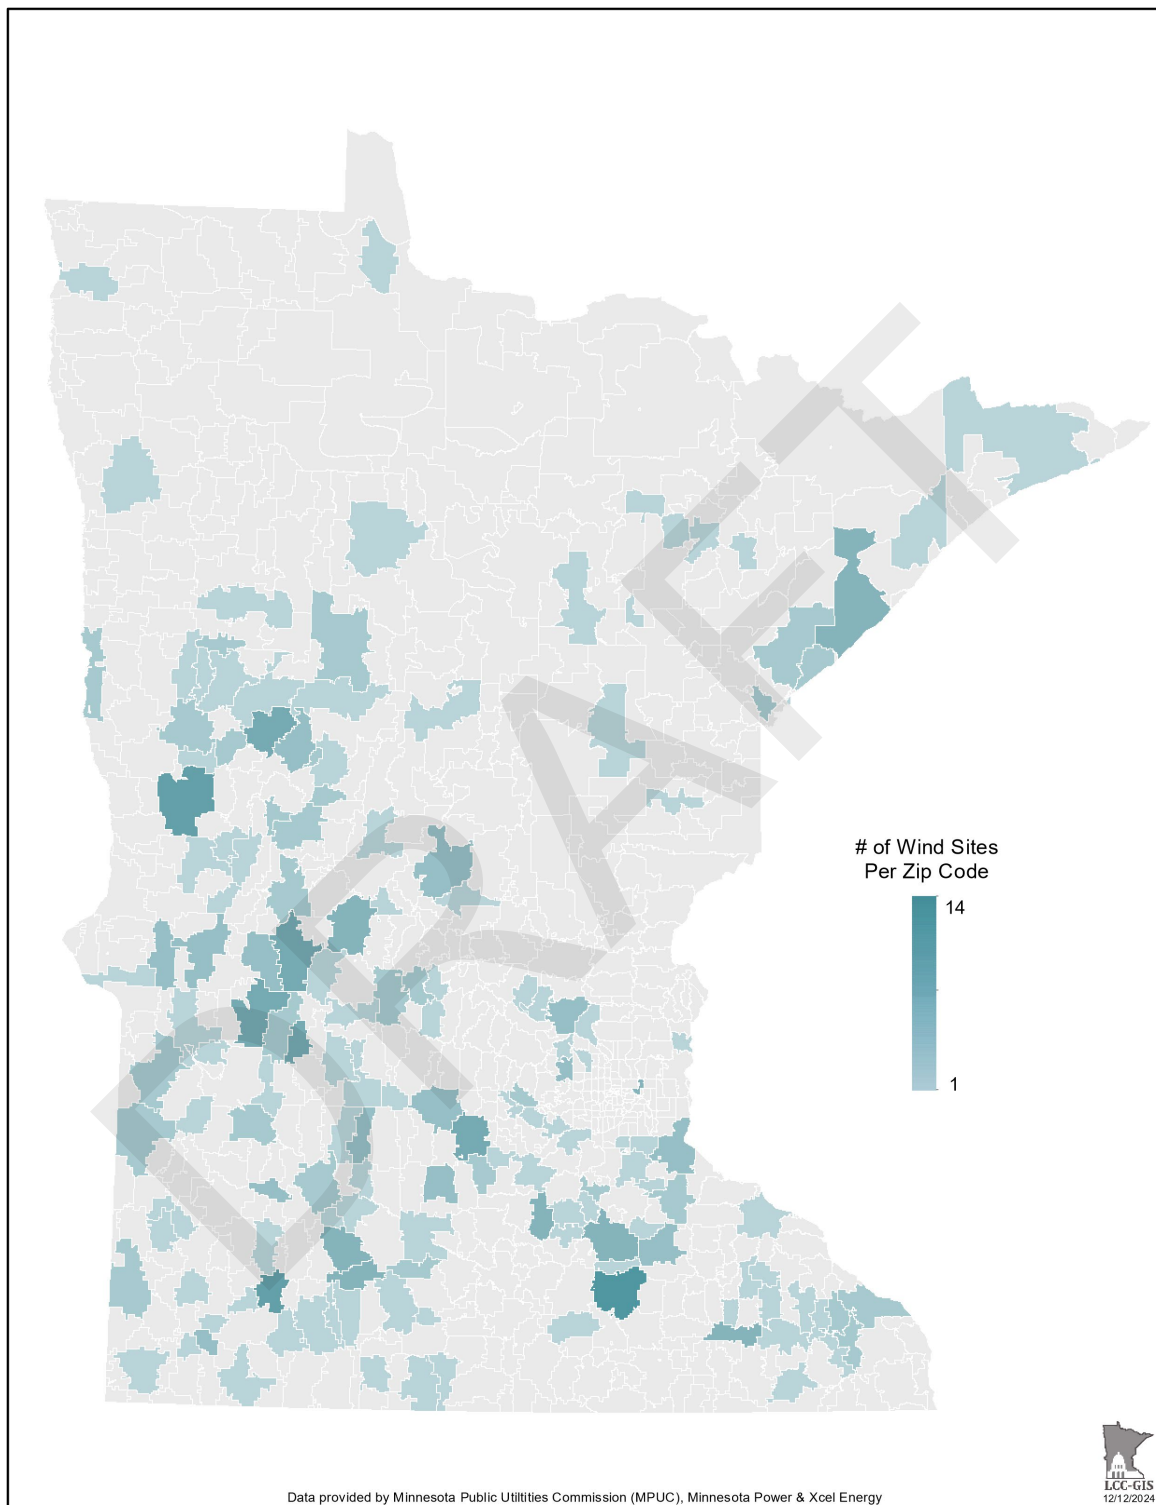 DRAFT
# of Wind Sites
Per Zip Code
14
1
LCC-GIS
12/12/2024
Data provided by Minnesota Public Utiltities Commission (MPUC), Minnesota Power & Xcel Energy